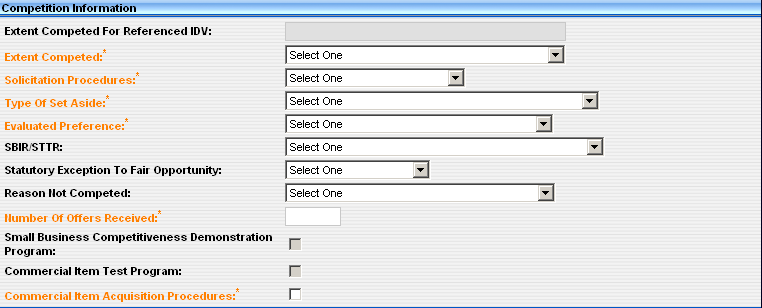 Competition Information
Extent Competed For Referenced IDV:
Extent Competed:* Select One
Solicitation Procedures:* Select One
Type Of Set Aside:* Select One
Evaluated Preference:* Select One
SBIR/STTR: Select One
Statutory Exception To Fair Opportunity: Select One
Reason Not Competed: Select One
Number Of Offers Received:*
Small Business Competitiveness Demonstration
Program:
Commercial Item Test Program:
Commercial Item Acquisition Procedures:*